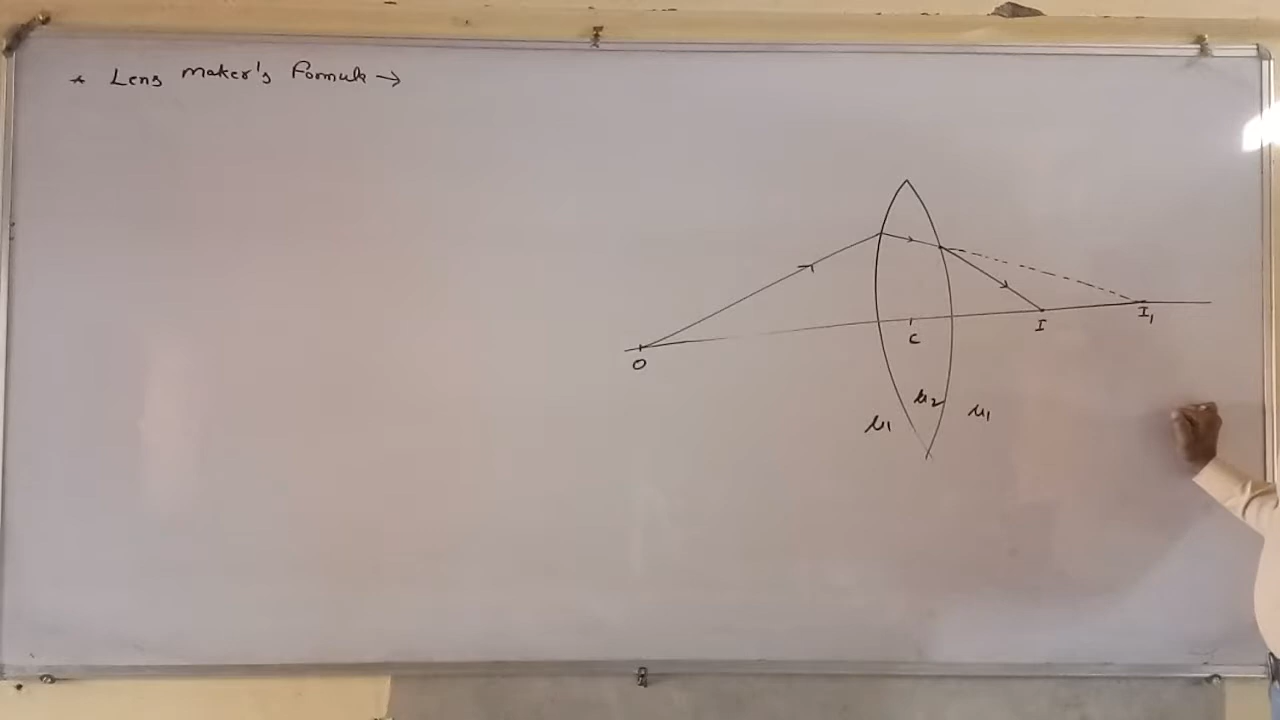 * Lens Maker's Formula →
I₁
I
C
O
μ₂
μ₁
μ₁